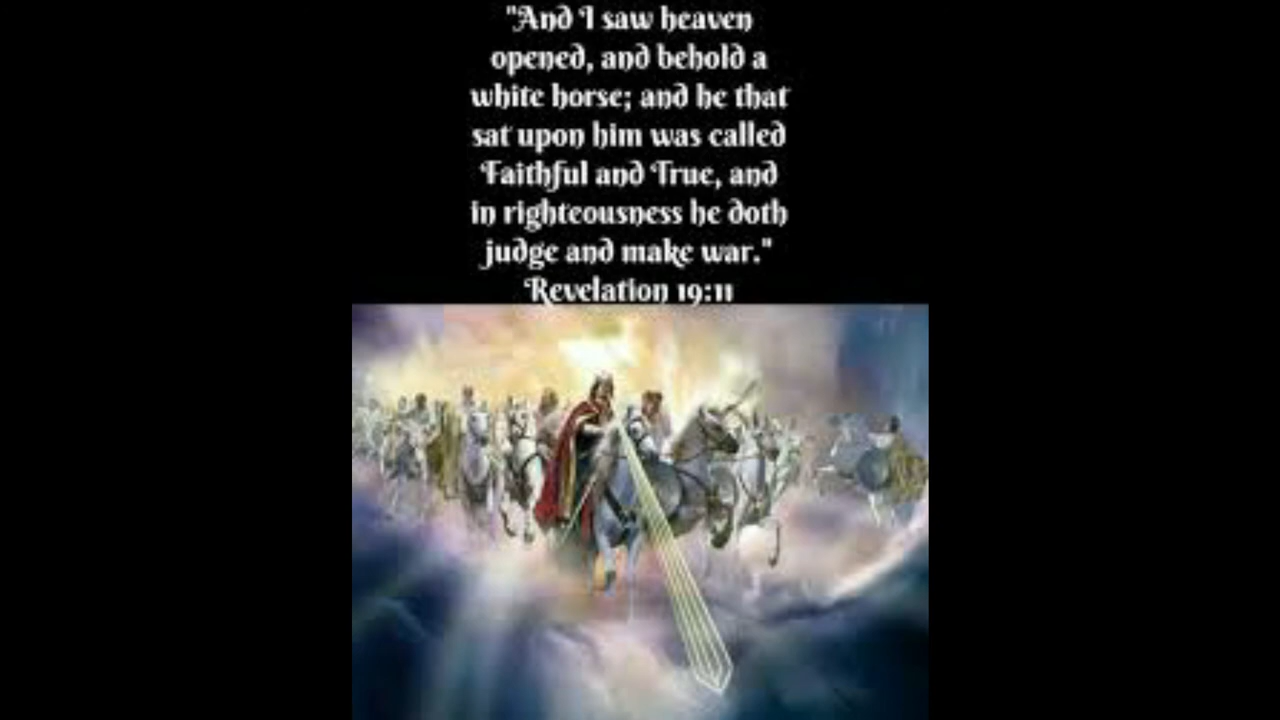 "And I saw heaven
opened, and behold a
white horse; and he that
sat upon him was called
Faithful and True, and
in righteousness he doth
judge and make war."
Revelation 19:11